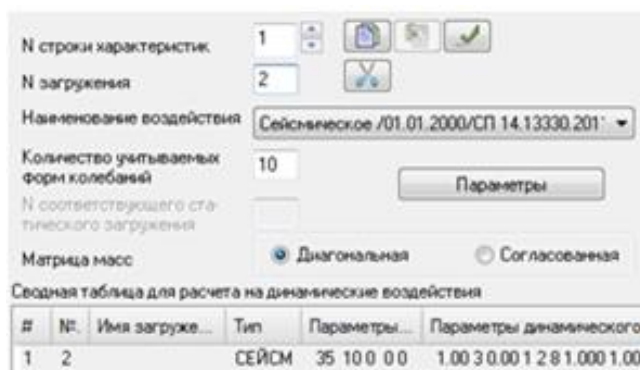 N строки характеристик 1
N загружения 2
Наименование воздействия Сейсмическое /01.01.2000/СП 14.13330.201
Количество учитываемых
форм колебаний 10
Параметры
N соответствующего ста-
тического загружения
Матрица масс Диагональная Согласованная
Сводная таблица для расчета на динамические воздействия
# №. Имя загруже... Тип Параметры... Параметры динамического
1 2 СЕЙСМ 35 10 0 0 0 1.00 3 0.00 1 2 8 1.000 1.00